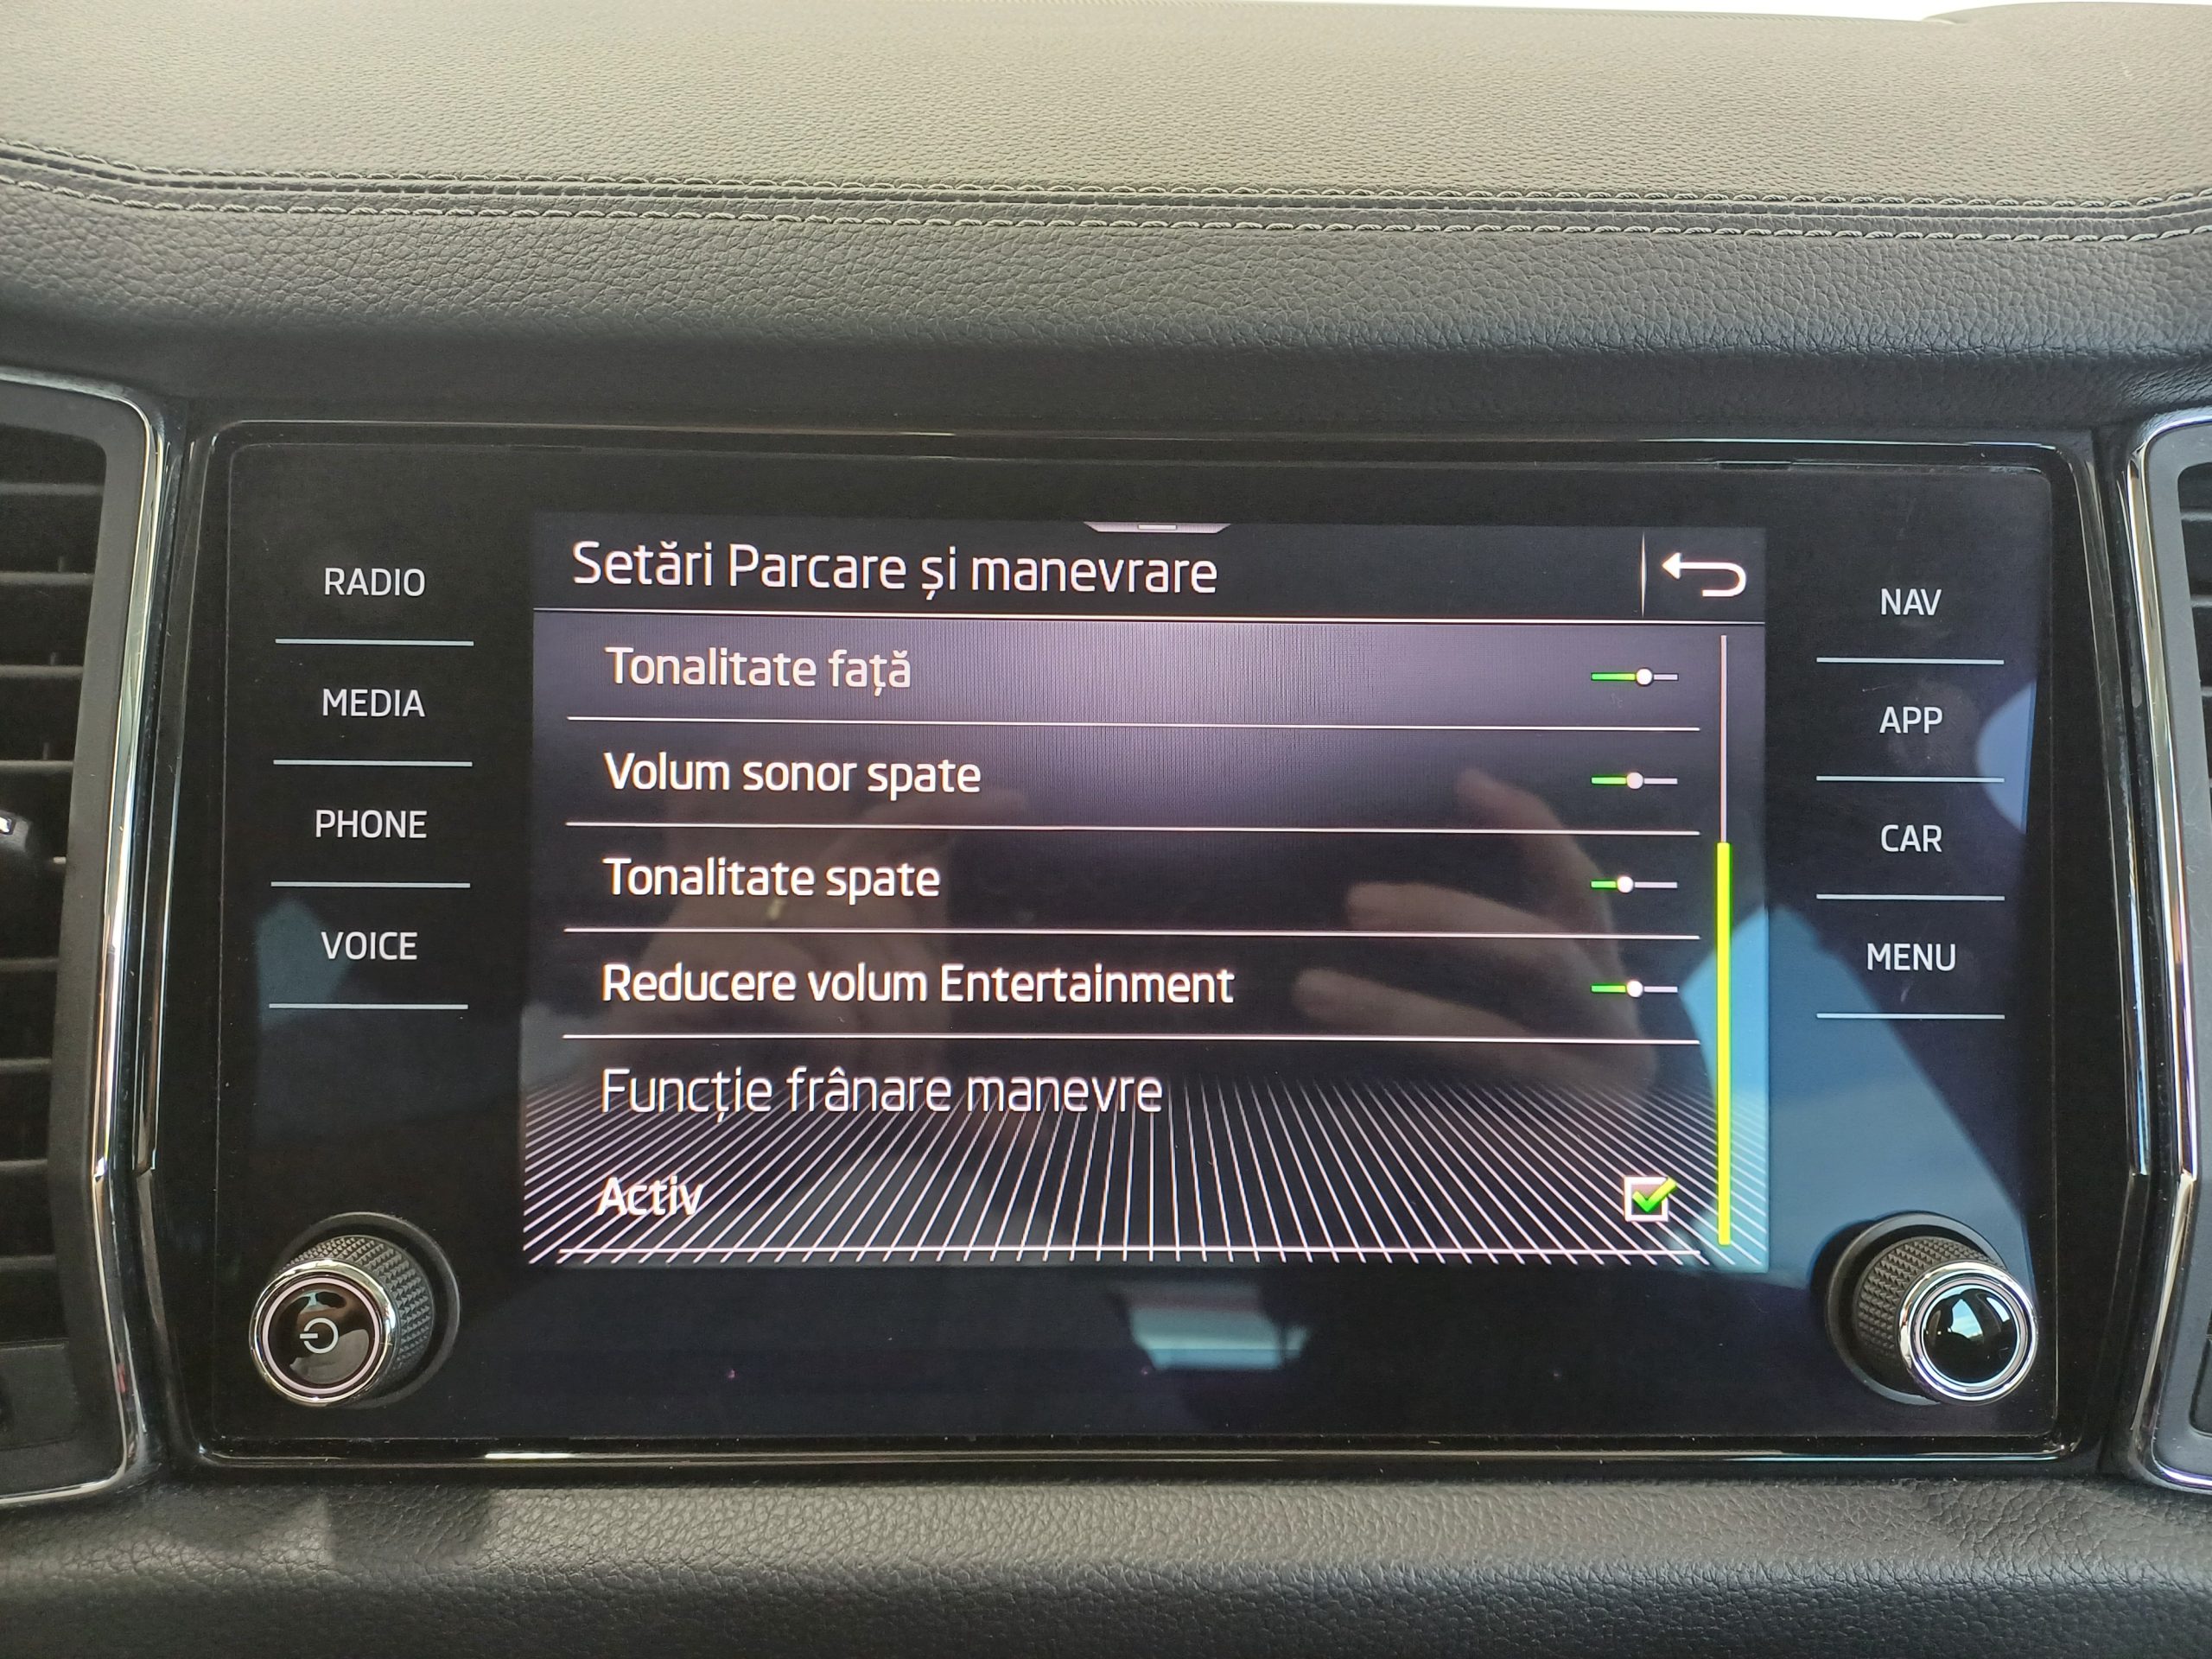 Setări Parcare și manevrare
RADIO
MEDIA
PHONE
VOICE
Tonalitate față
Volum sonor spate
Tonalitate spate
Reducere volum Entertainment
Funcție frânare manevre
Activ
NAV
APP
CAR
MENU